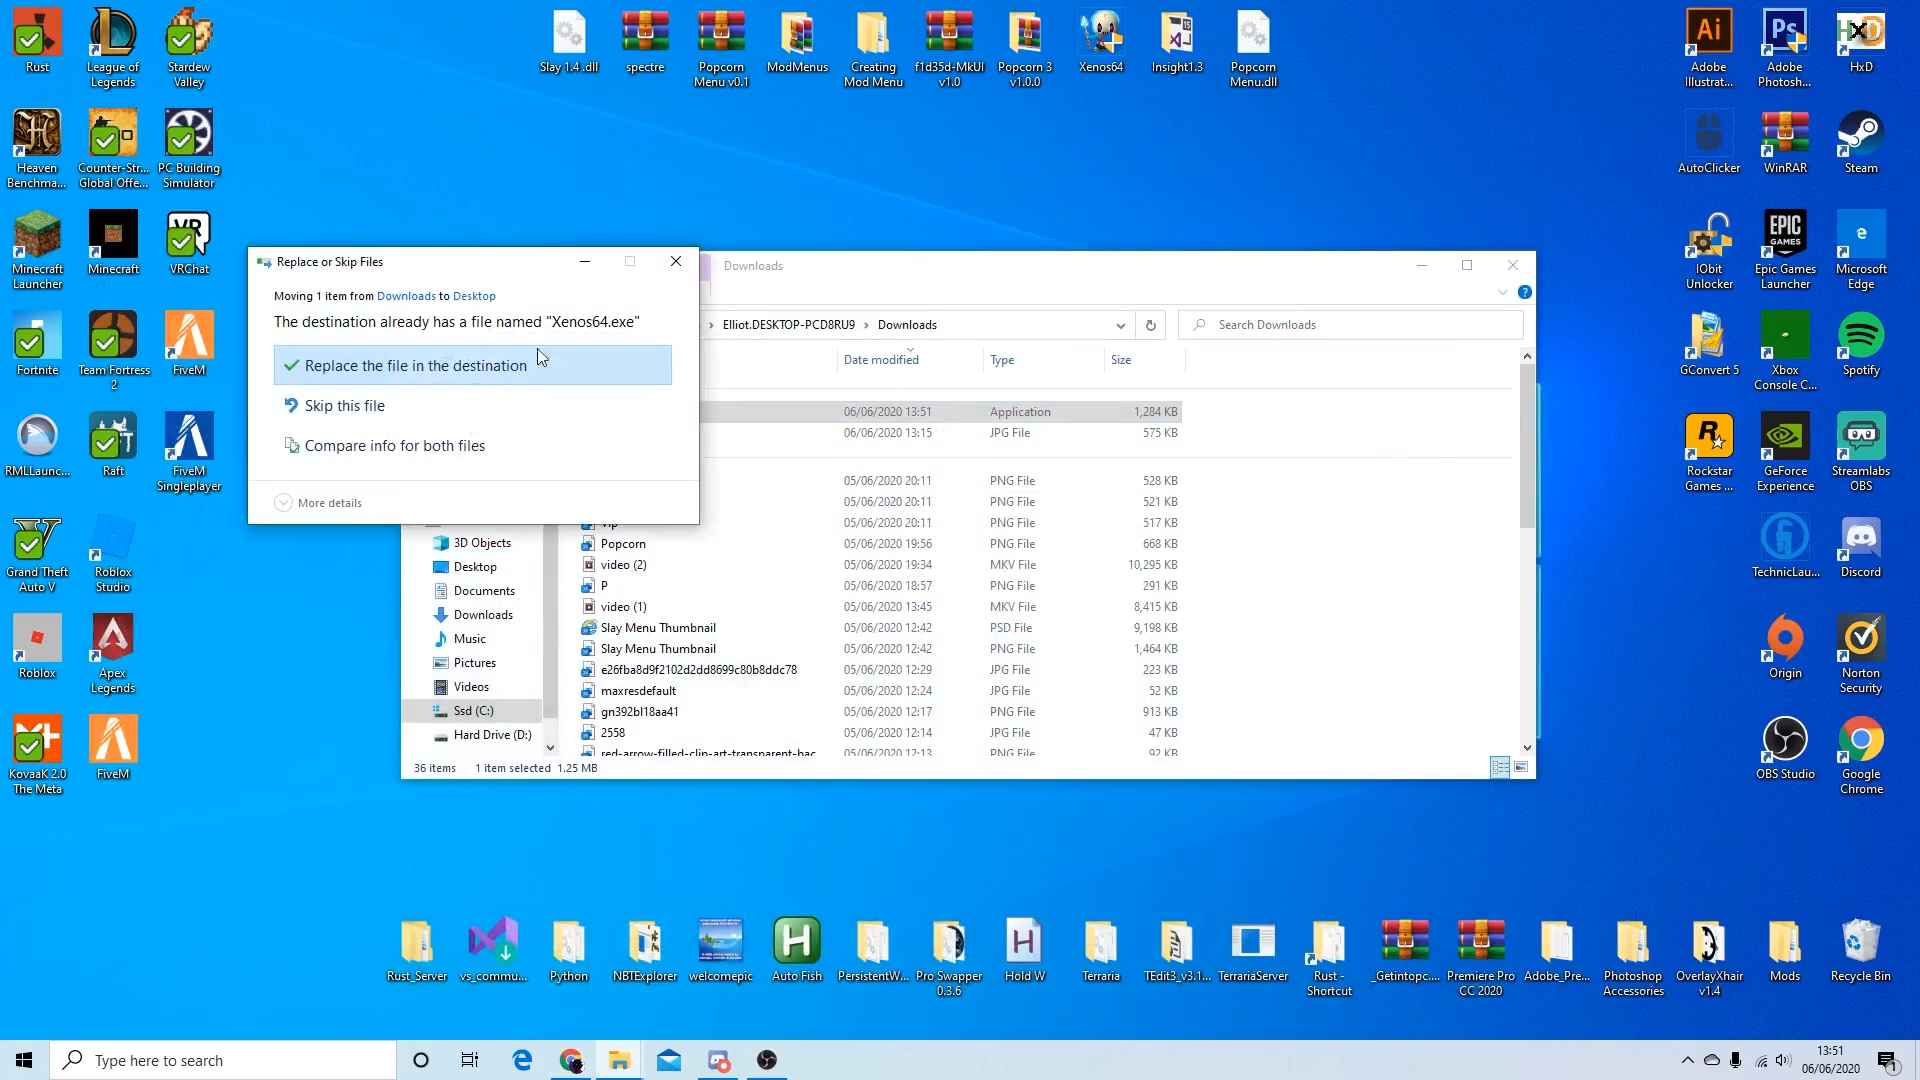 Rust
League of
Legends
Stardew
Valley
Slay 1.4 .dll
spectre
Popcorn
Menu v0.1
ModMenus
Creating
Mod Menu
f1d35d-MkUI
v1.0
Popcorn 3
v1.0.0
Xenos64
Insight1.3
Popcorn
Menu.dll
Adobe
Illustrat...
Adobe
Photosh...
HxD
Heaven
Benchma...
Counter-Str...
Global Offe...
PC Building
Simulator
AutoClicker
WinRAR
Steam
Minecraft
Launcher
Minecraft
VRChat
IObit
Unlocker
Epic Games
Launcher
Microsoft
Edge
Replace or Skip Files
Moving 1 item from Downloads to Desktop
The destination already has a file named "Xenos64.exe"
Replace the file in the destination
Skip this file
Compare info for both files
More details
Downloads
Elliot.DESKTOP-PCD8RU9 > Downloads
Search Downloads
Date modified Type Size
06/06/2020 13:51 Application 1,284 KB
06/06/2020 13:15 JPG File 575 KB
05/06/2020 20:11 PNG File 528 KB
05/06/2020 20:11 PNG File 521 KB
Vip 05/06/2020 20:11 PNG File 517 KB
Popcorn 05/06/2020 19:56 PNG File 668 KB
video (2) 05/06/2020 19:34 MKV File 10,295 KB
P 05/06/2020 18:57 PNG File 291 KB
video (1) 05/06/2020 13:45 MKV File 8,415 KB
Slay Menu Thumbnail 05/06/2020 12:42 PSD File 9,198 KB
Slay Menu Thumbnail 05/06/2020 12:42 PNG File 1,464 KB
e26fba8d9f2102d2dd8699c80b8ddc78 05/06/2020 12:29 JPG File 223 KB
maxresdefault 05/06/2020 12:24 JPG File 52 KB
gn392bl18aa41 05/06/2020 12:17 PNG File 913 KB
2558 05/06/2020 12:14 JPG File 47 KB
red-arrow-filled-clip-art-transparent-bac 05/06/2020 12:13 PNG File 92 KB
3D Objects
Desktop
Documents
Downloads
Music
Pictures
Videos
Ssd (C:)
Hard Drive (D:)
36 items 1 item selected 1.25 MB
Fortnite
Team Fortress
2
FiveM
GConvert 5
Xbox
Console C...
Spotify
RMLLaunc...
Raft
FiveM
Singleplayer
Rockstar
Games ...
GeForce
Experience
Streamlabs
OBS
Grand Theft
Auto V
Roblox
Studio
TechnicLau...
Discord
Roblox
Apex
Legends
Origin
Norton
Security
KovaaK 2.0
The Meta
FiveM
OBS Studio
Google
Chrome
Rust_Server
vs_commu...
Python
NBTExplorer
welcomepic
Auto Fish
PersistentW...
Pro Swapper
0.3.6
Hold W
Terraria
TEdit3_v3.1...
TerrariaServer
Rust -
Shortcut
_Getintopc....
Premiere Pro
CC 2020
Adobe_Pre...
Photoshop
Accessories
OverlayXhair
v1.4
Mods
Recycle Bin
Type here to search
13:51
06/06/2020